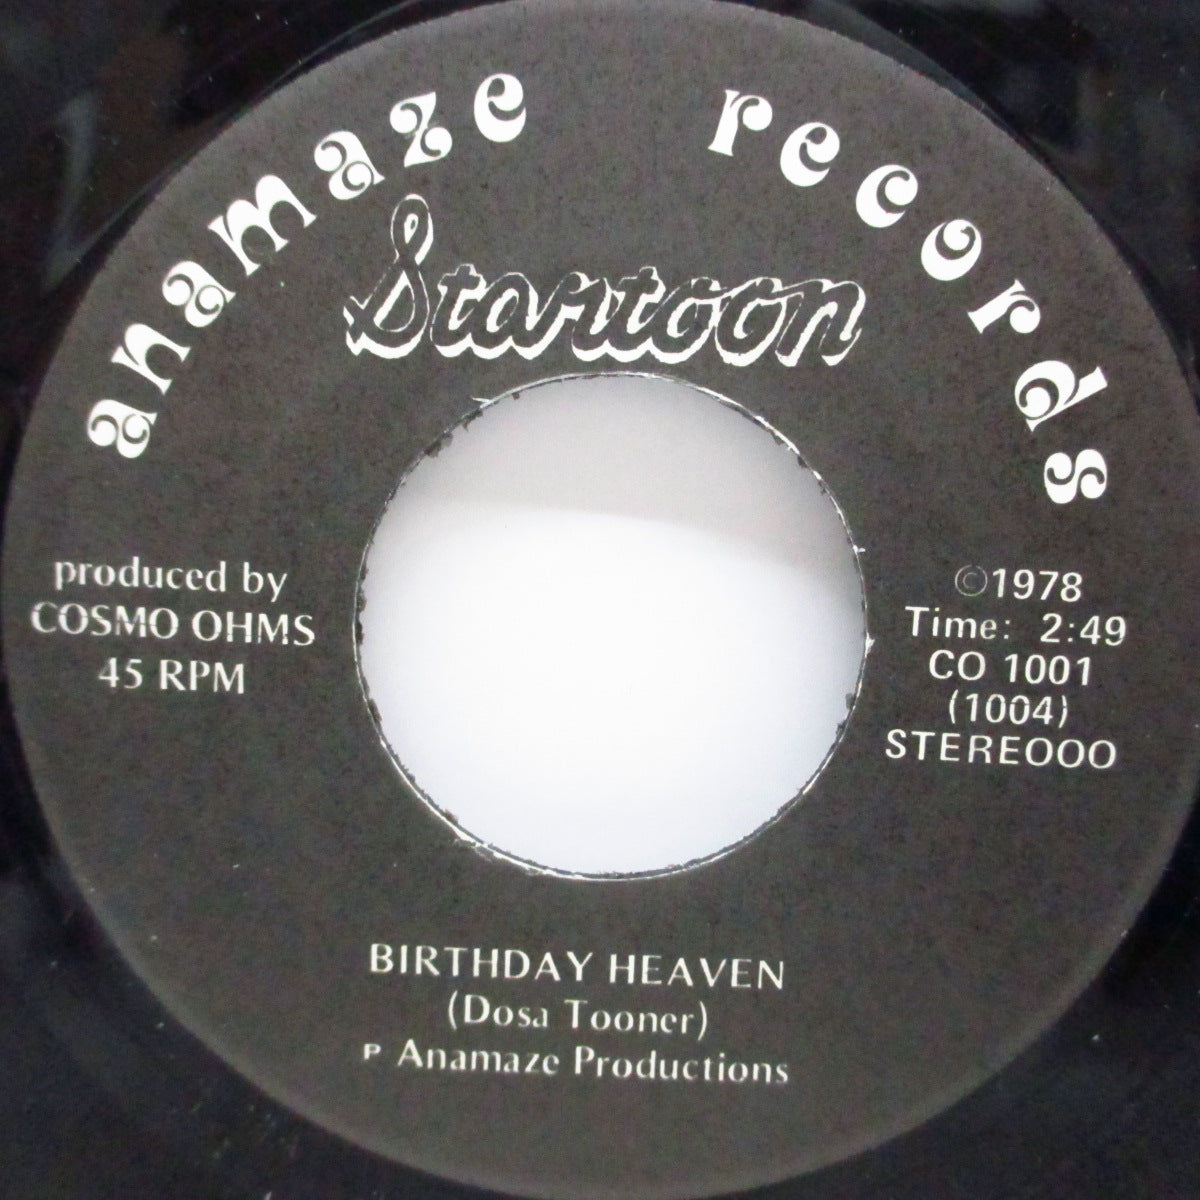 anamaze records
Startoon
produced by
COSMO OHMS
45 RPM
©1978
Time: 2:49
CO 1001
(1004)
STEREOOO
BIRTHDAY HEAVEN
(Dosa Tooner)
P Anamaze Productions